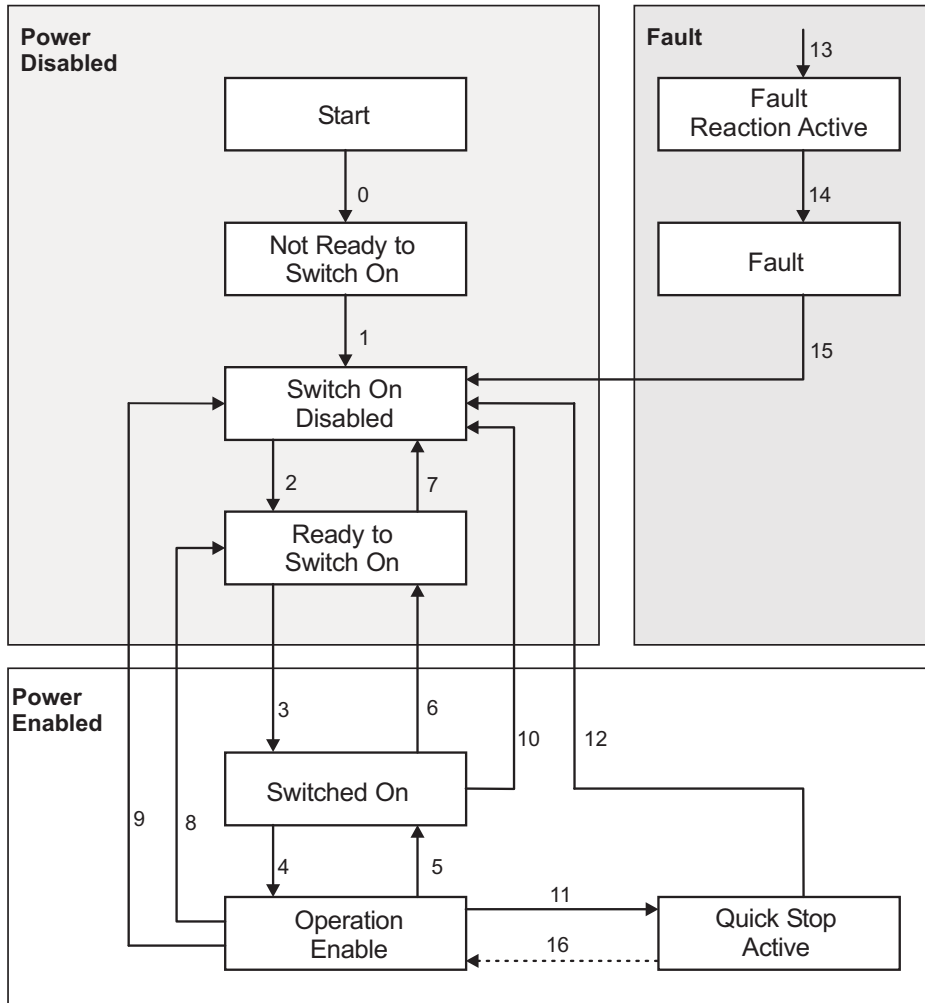 Power
Disabled
Start
0
Not Ready to
Switch On
1
Switch On
Disabled
2
7
Ready to
Switch On
Fault
13
Fault
Reaction Active
14
Fault
15
Power
Enabled
3
6
10
12
Switched On
9
8
4
5
11
Operation
Enable
16
Quick Stop
Active